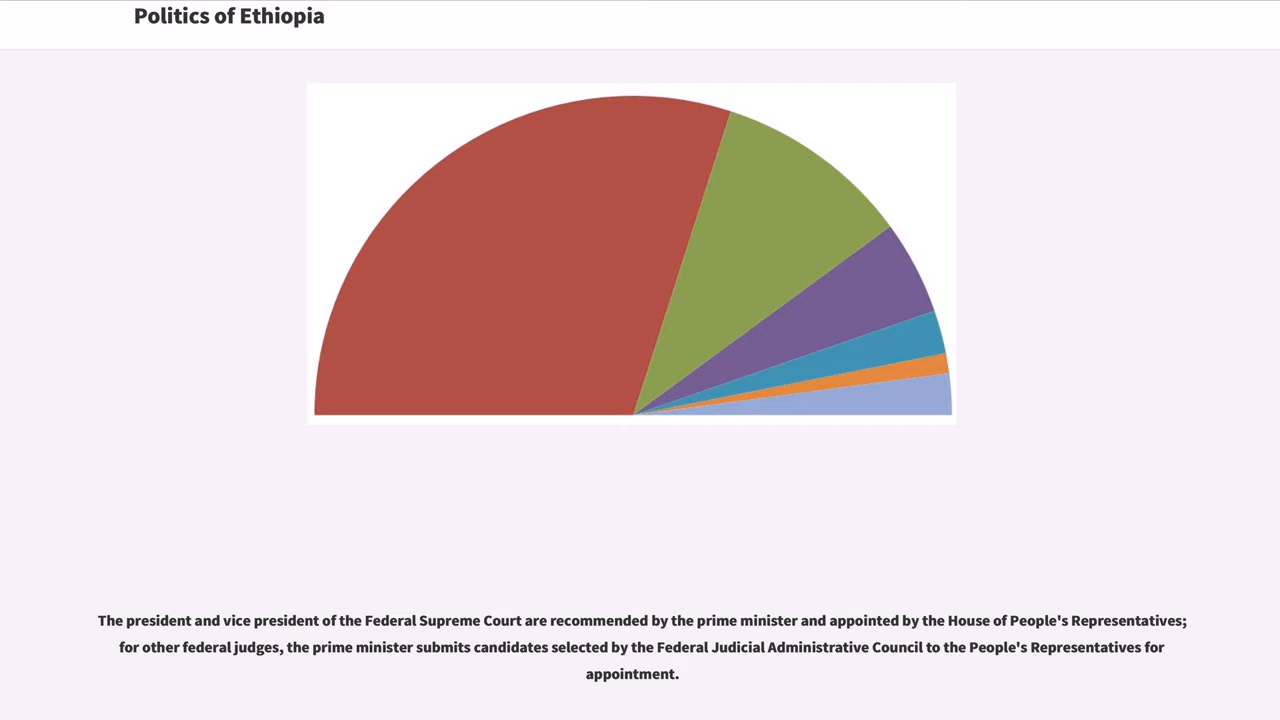 Politics of Ethiopia
The president and vice president of the Federal Supreme Court are recommended by the prime minister and appointed by the House of People's Representatives;
for other federal judges, the prime minister submits candidates selected by the Federal Judicial Administrative Council to the People's Representatives for
appointment.